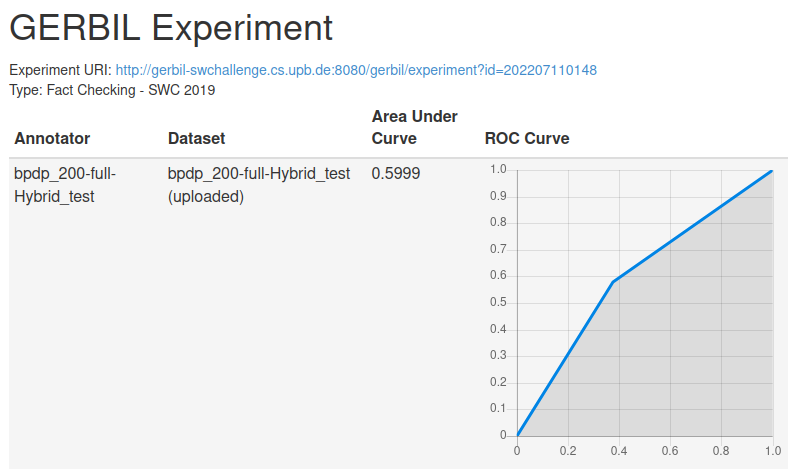 GERBIL Experiment
Experiment URI: http://gerbil-swchallenge.cs.upb.de:8080/gerbil/experiment?id=202207110148
Type: Fact Checking - SWC 2019
Annotator Dataset Area Under Curve ROC Curve
bpdp_200-full-Hybrid_test bpdp_200-full-Hybrid_test (uploaded) 0.5999
1.0
0.9
0.8
0.7
0.6
0.5
0.4
0.3
0.2
0.1
0
0 0.2 0.4 0.6 0.8 1.0